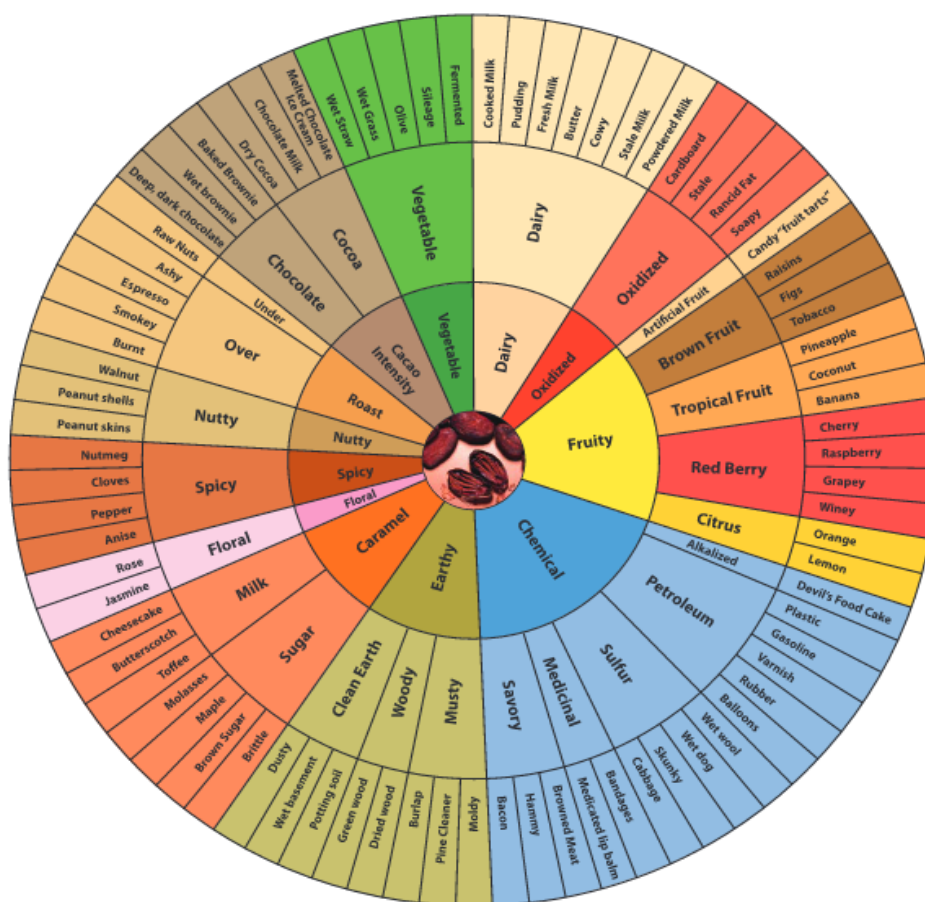 Dairy
Oxidized
Fruity
Chemical
Earthy
Caramel
Floral
Spicy
Nutty
Roast
Cacao
Intensity
Vegetable
Dairy
Oxidized
Artificial Fruit
Brown Fruit
Tropical Fruit
Red Berry
Citrus
Alkalized
Petroleum
Sulfur
Medicinal
Savory
Musty
Woody
Clean Earth
Sugar
Milk
Floral
Spicy
Nutty
Over
Under
Chocolate
Cocoa
Vegetable
Cooked Milk
Pudding
Fresh Milk
Butter
Cowy
Stale Milk
Powdered Milk
Cardboard
Stale
Rancid Fat
Soapy
Candy "fruit tarts"
Raisins
Figs
Tobacco
Pineapple
Coconut
Banana
Cherry
Raspberry
Grapey
Winey
Orange
Lemon
Devil's Food Cake
Plastic
Gasoline
Varnish
Rubber
Balloons
Wet wool
Wet dog
Skunky
Cabbage
Bandages
Medicated lip balm
Browned Meat
Hammy
Bacon
Moldy
Pine Cleaner
Burlap
Dried wood
Green wood
Potting soil
Wet basement
Dusty
Brittle
Brown Sugar
Maple
Molasses
Toffee
Butterscotch
Cheesecake
Jasmine
Rose
Anise
Pepper
Cloves
Nutmeg
Peanut skins
Peanut shells
Walnut
Burnt
Smokey
Espresso
Ashy
Raw Nuts
Deep, dark chocolate
Wet brownie
Baked Brownie
Dry Cocoa
Chocolate Milk
Melted Chocolate
Ice Cream
Wet Straw
Wet Grass
Olive
Sileage
Fermented